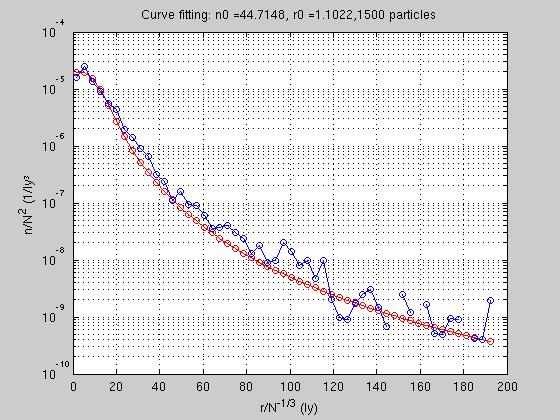 Curve fitting: n0 =44.7148, r0 =1.1022,1500 particles
n/N² (1/ly³
10⁻⁴
10⁻⁵
10⁻⁶
10⁻⁷
10⁻⁸
10⁻⁹
10⁻¹⁰
0 20 40 60 80 100 120 140 160 180 200
r/N⁻¹/³ (ly)